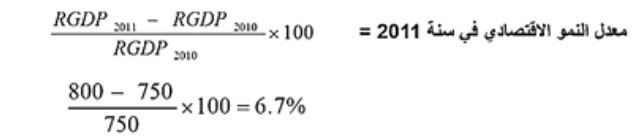 معدل النمو الاقتصادي في سنة 2011 = (RGDP 2011 − RGDP 2010) / RGDP 2010 × 100
(800 − 750) / 750 × 100 = 6.7%